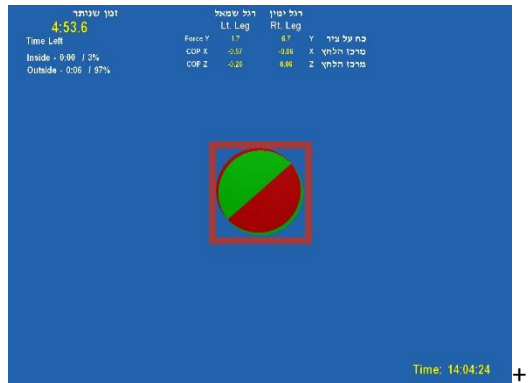 זמן שנותר
4:53.6
Time Left
Inside - 0:00 / 3%
Outside - 0:06 / 97%
רגל ימין רגל שמאל
Lt. Leg Rt. Leg
Force Y 1.7 6.7 Y כח על ציר
COP X -0.57 -0.86 X מרכז הלחץ
COP Z -0.26 0.00 Z מרכז הלחץ
Time: 14:04:24
+